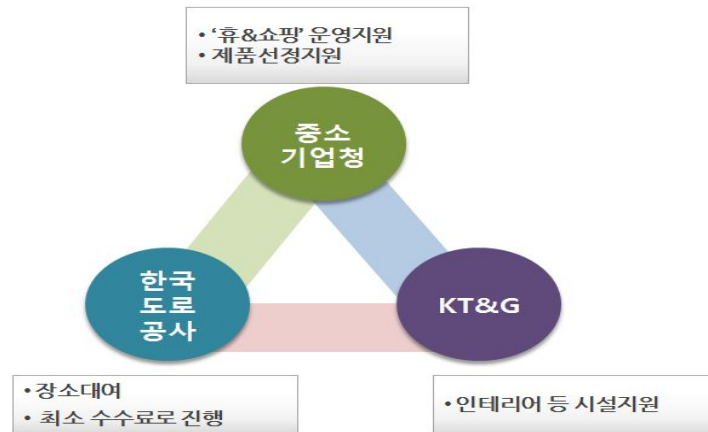 • ‘휴&쇼핑’ 운영지원
• 제품선정지원
중소
기업청
한국
도로
공사
KT&G
• 장소대여
• 최소 수수료로 진행
• 인테리어 등 시설지원